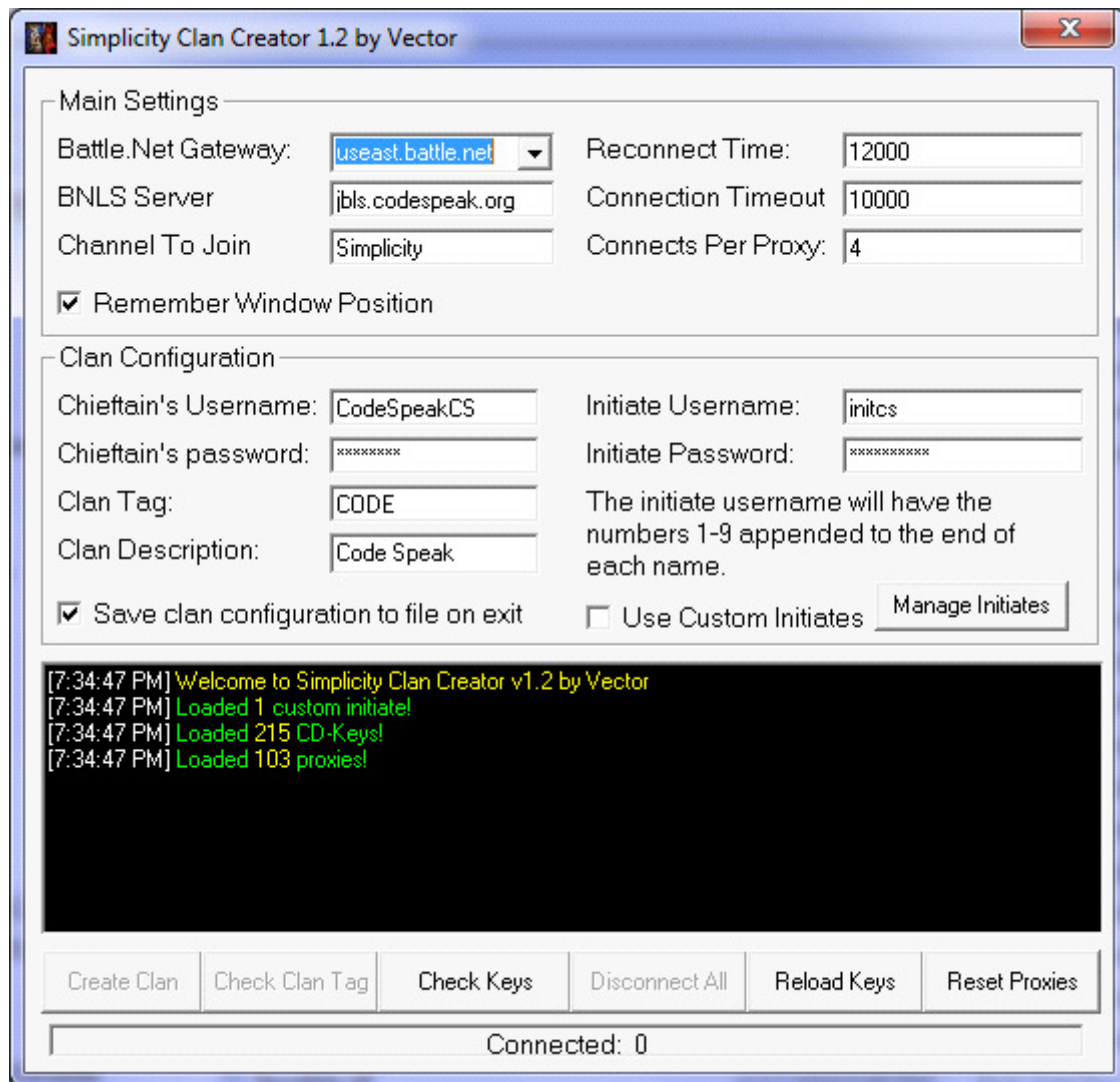 Simplicity Clan Creator 1.2 by Vector
Main Settings
Battle.Net Gateway: useast.battle.net Reconnect Time: 12000
BNLS Server jbls.codespeak.org Connection Timeout 10000
Channel To Join Simplicity Connects Per Proxy: 4
Remember Window Position
Clan Configuration
Chieftain's Username: CodeSpeakCS Initiate Username: initcs
Chieftain's password: ******** Initiate Password: **********
Clan Tag: CODE The initiate username will have the
numbers 1-9 appended to the end of
Clan Description: Code Speak
each name.
Save clan configuration to file on exit Use Custom Initiates Manage Initiates
[7:34:47 PM] Welcome to Simplicity Clan Creator v1.2 by Vector
[7:34:47 PM] Loaded 1 custom initiate!
[7:34:47 PM] Loaded 215 CD-Keys!
[7:34:47 PM] Loaded 103 proxies!
Create Clan Check Clan Tag Check Keys Disconnect All Reload Keys Reset Proxies
Connected: 0